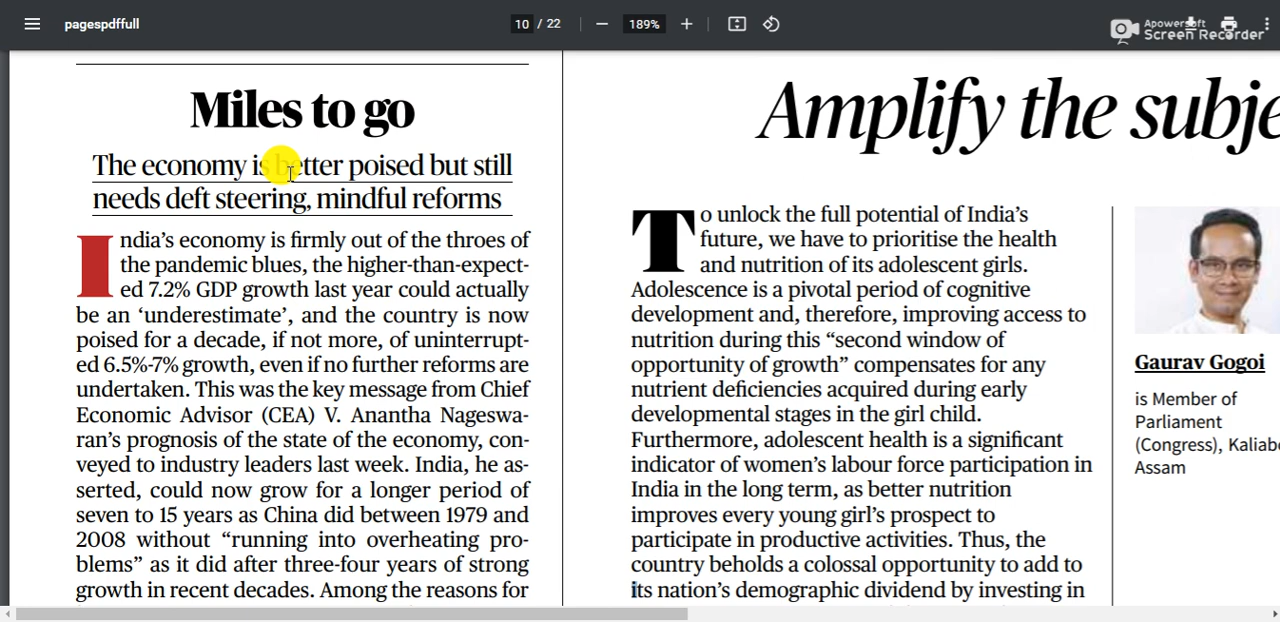 pagespdffull
10 / 22
189%
Apowersoft
Screen Recorder
Miles to go
The economy is better poised but still
needs deft steering, mindful reforms
India’s economy is firmly out of the throes of
the pandemic blues, the higher-than-expect-
ed 7.2% GDP growth last year could actually
be an ‘underestimate’, and the country is now
poised for a decade, if not more, of uninterrupt-
ed 6.5%-7% growth, even if no further reforms are
undertaken. This was the key message from Chief
Economic Advisor (CEA) V. Anantha Nageswa-
ran’s prognosis of the state of the economy, con-
veyed to industry leaders last week. India, he as-
serted, could now grow for a longer period of
seven to 15 years as China did between 1979 and
2008 without “running into overheating pro-
blems” as it did after three-four years of strong
growth in recent decades. Among the reasons for
Amplify the subje
To unlock the full potential of India’s
future, we have to prioritise the health
and nutrition of its adolescent girls.
Adolescence is a pivotal period of cognitive
development and, therefore, improving access to
nutrition during this “second window of
opportunity of growth” compensates for any
nutrient deficiencies acquired during early
developmental stages in the girl child.
Furthermore, adolescent health is a significant
indicator of women’s labour force participation in
India in the long term, as better nutrition
improves every young girl’s prospect to
participate in productive activities. Thus, the
country beholds a colossal opportunity to add to
its nation’s demographic dividend by investing in
Gaurav Gogoi
is Member of
Parliament
(Congress), Kaliabo
Assam